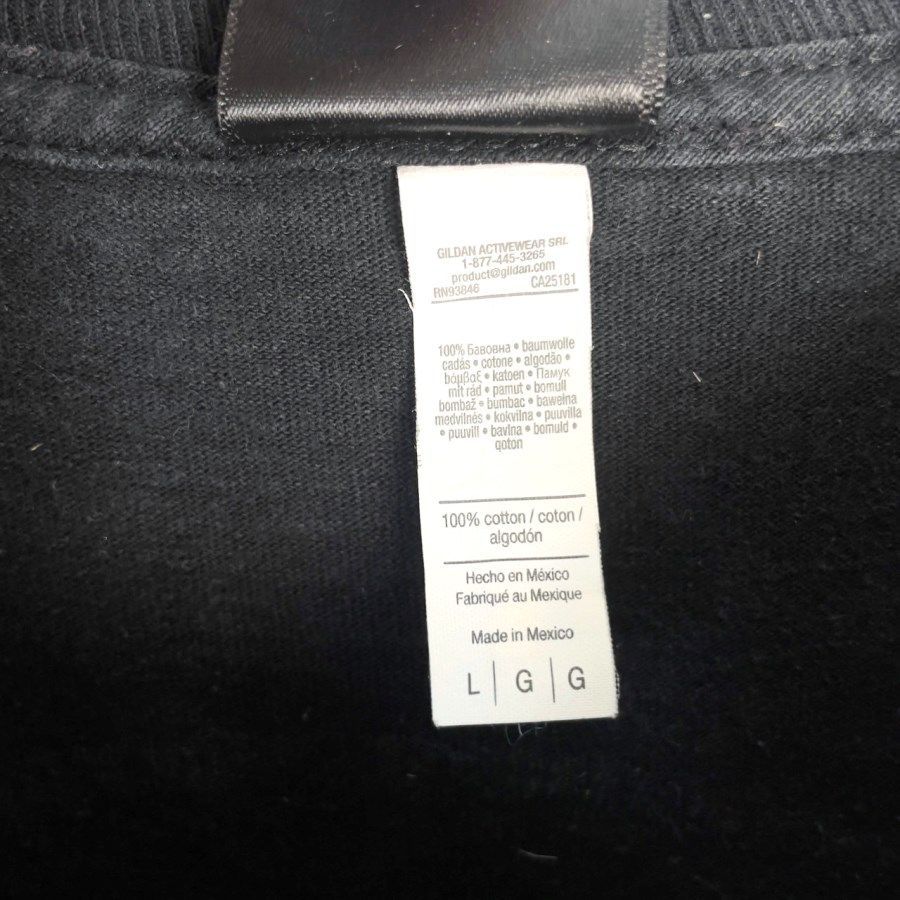 GILDAN ACTIVEWEAR SRL
1-877-445-3265
product@gildan.com
RN93846 CA25181
100% Бавовна • baumwolle
cadás • cotone • algodão •
βαμβαξ • katoen • Памук
mit rád • pamut • bomull
bombaž • bumbac • bawełna
medvilnės • kokvilna • puuvilla
• puuvill • bavlna • bomuld •
qoton
100% cotton / coton /
algodón
Hecho en México
Fabriqué au Mexique
Made in Mexico
L | G | G